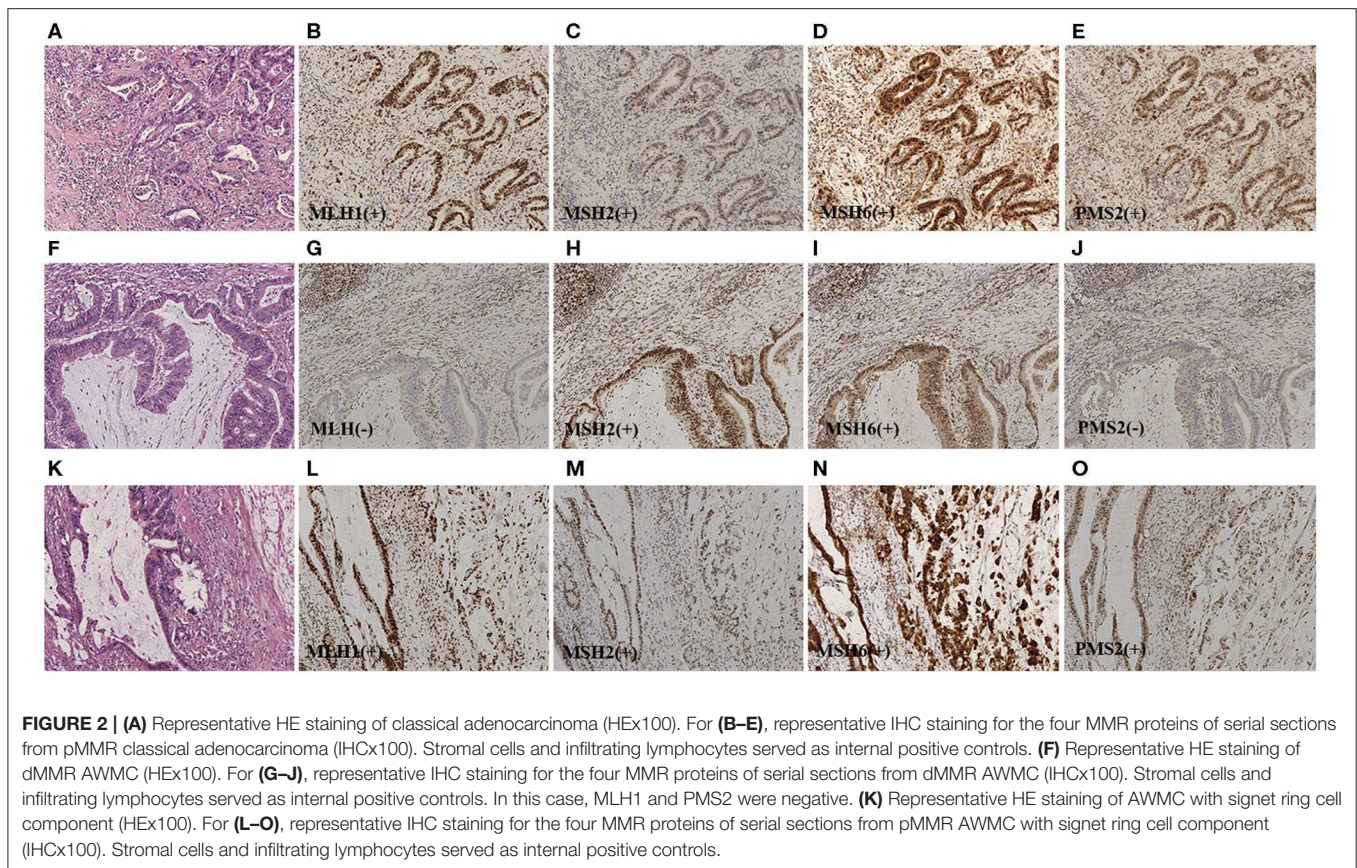 A B C D E
MLH1(+) MSH2(+) MSH6(+) PMS2(+)
F G H I J
MLH(-) MSH2(+) MSH6(+) PMS2(-)
K L M N O
MLH1(+) MSH2(+) MSH6(+) PMS2(+)
FIGURE 2 | (A) Representative HE staining of classical adenocarcinoma (HEx100). For (B–E), representative IHC staining for the four MMR proteins of serial sections
from pMMR classical adenocarcinoma (IHCx100). Stromal cells and infiltrating lymphocytes served as internal positive controls. (F) Representative HE staining of
dMMR AWMC (HEx100). For (G–J), representative IHC staining for the four MMR proteins of serial sections from dMMR AWMC (IHCx100). Stromal cells and
infiltrating lymphocytes served as internal positive controls. In this case, MLH1 and PMS2 were negative. (K) Representative HE staining of AWMC with signet ring cell
component (HEx100). For (L–O), representative IHC staining for the four MMR proteins of serial sections from pMMR AWMC with signet ring cell component
(IHCx100). Stromal cells and infiltrating lymphocytes served as internal positive controls.